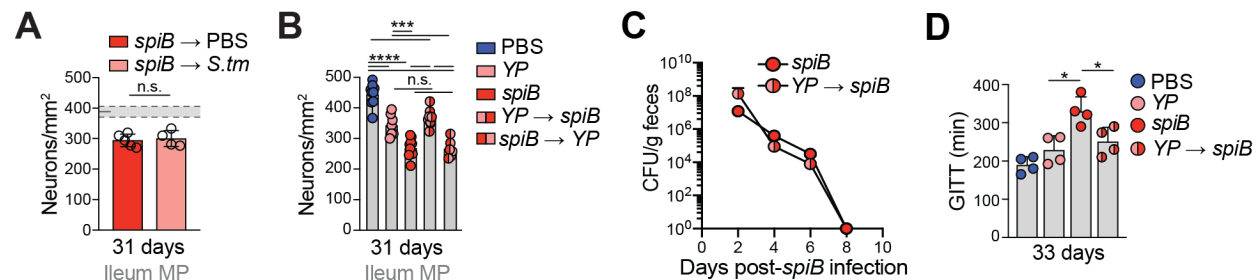 A
spiB → PBS
spiB → S.tm
Neurons/mm²
500
400
300
200
100
0
n.s.
31 days
Ileum MP
B
PBS
YP
spiB
YP → spiB
spiB → YP
Neurons/mm²
500
400
300
200
100
0
***
****
n.s.
31 days
Ileum MP
C
spiB
YP → spiB
CFU/g feces
10¹⁰
10⁸
10⁶
10⁴
10²
10⁰
0 2 4 6 8 10
Days post-spiB infection
D
PBS
YP
spiB
YP → spiB
GITT (min)
400
300
200
100
0
* *
33 days